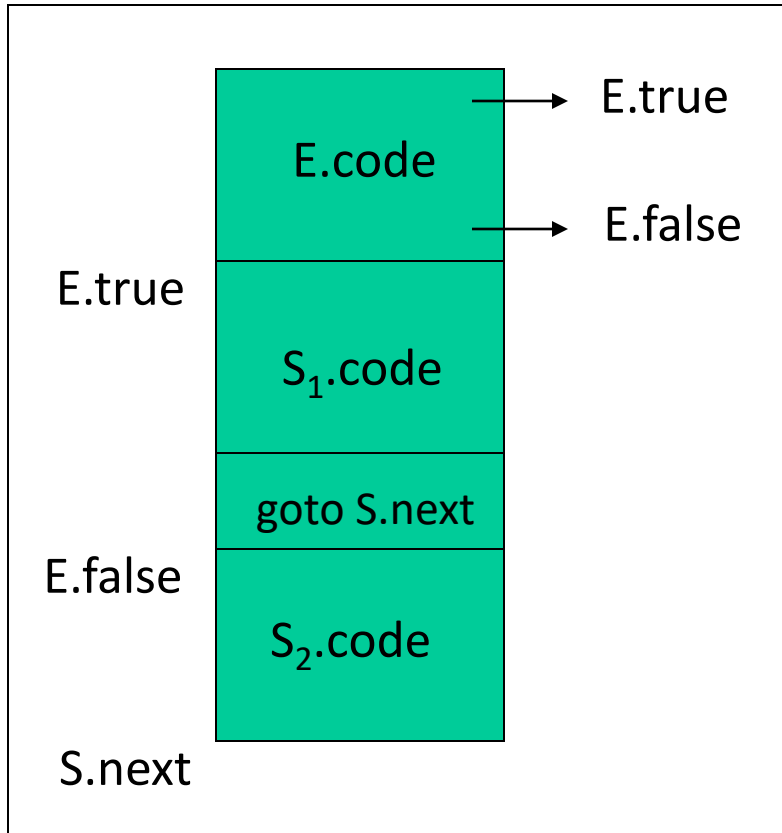 E.true
E.code
E.false
E.true
S₁.code
goto S.next
E.false
S₂.code
S.next